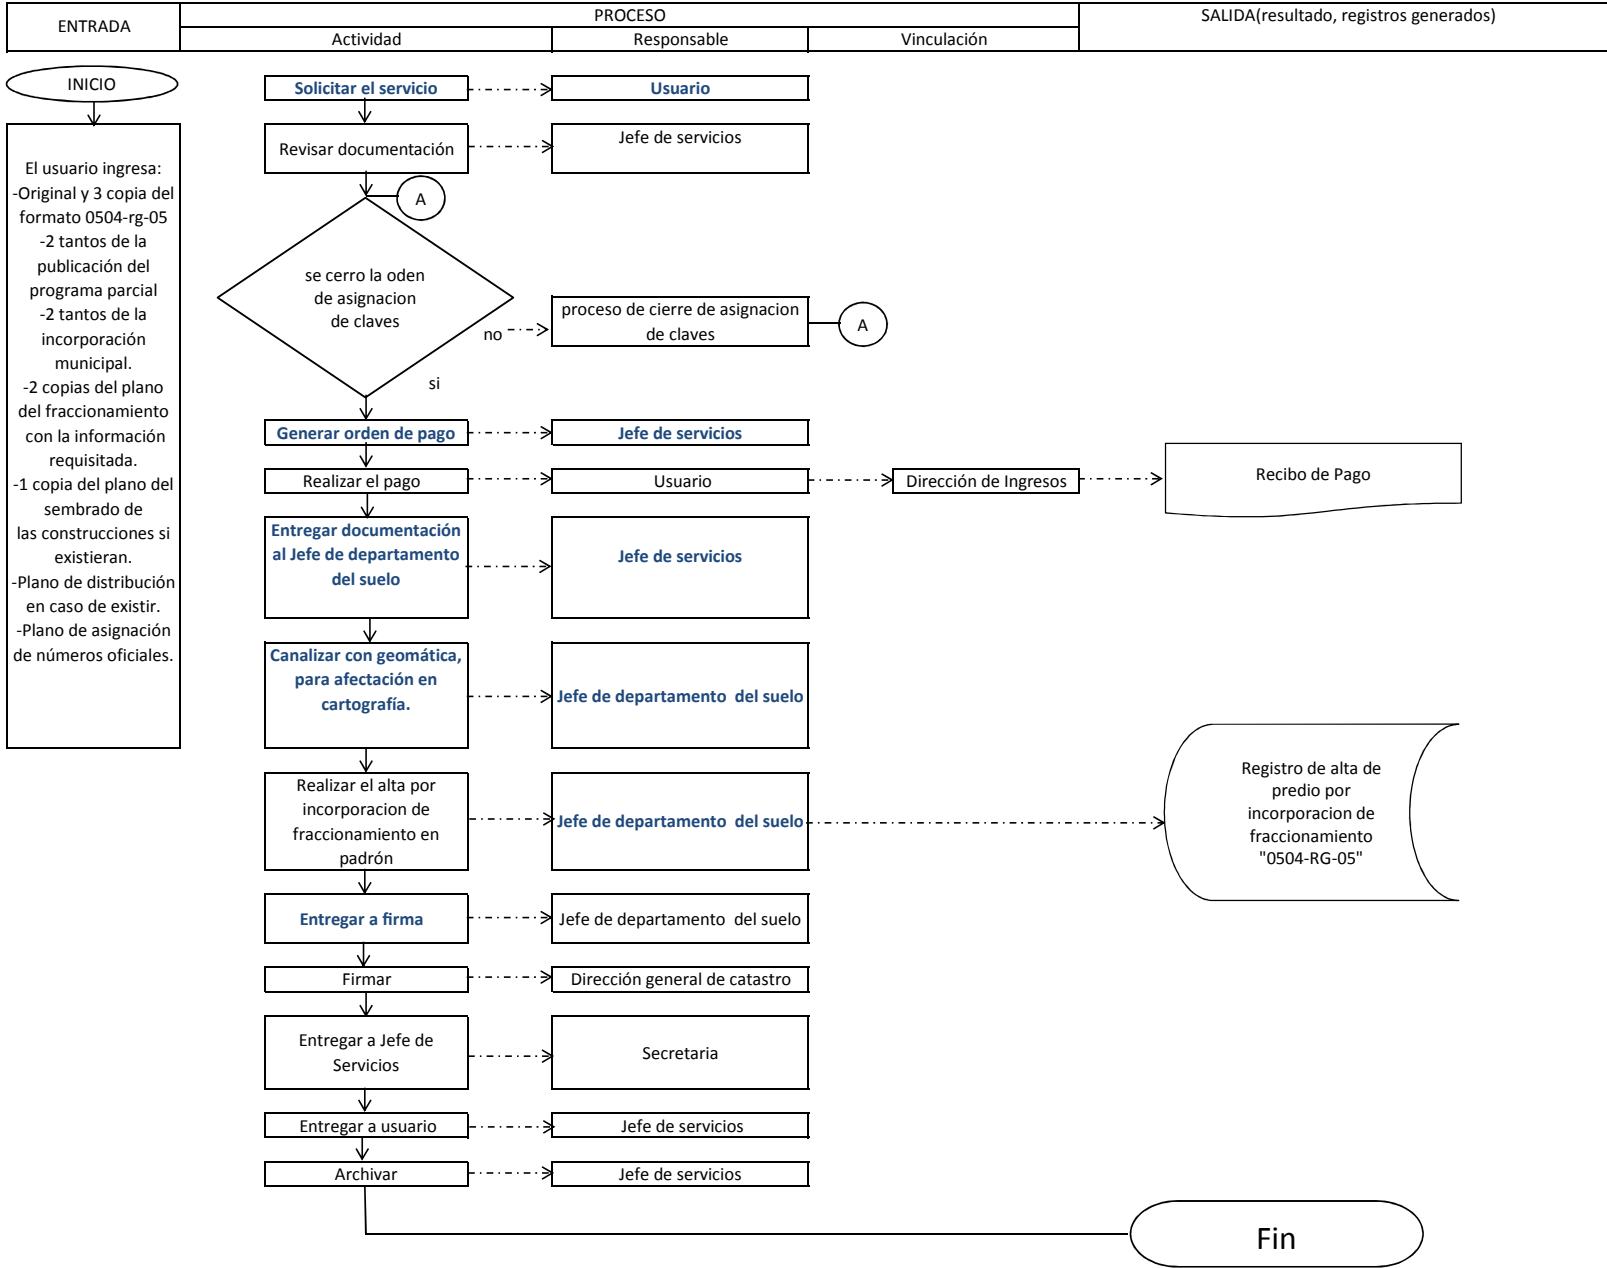 ENTRADA
PROCESO
SALIDA(resultado, registros generados)
Actividad
Responsable
Vinculación
INICIO
El usuario ingresa:
-Original y 3 copia del
formato 0504-rg-05
-2 tantos de la
publicación del
programa parcial
-2 tantos de la
incorporación
municipal.
-2 copias del plano
del fraccionamiento
con la información
requisitada.
-1 copia del plano del
sembrado de
las construcciones si
existieran.
-Plano de distribución
en caso de existir.
-Plano de asignación
de números oficiales.
Solicitar el servicio
Usuario
Revisar documentación
Jefe de servicios
A
se cerro la oden
de asignacion
de claves
no
proceso de cierre de asignacion
de claves
A
si
Generar orden de pago
Jefe de servicios
Realizar el pago
Usuario
Dirección de Ingresos
Recibo de Pago
Entregar documentación
al Jefe de departamento
del suelo
Jefe de servicios
Canalizar con geomática,
para afectación en
cartografía.
Jefe de departamento del suelo
Realizar el alta por
incorporacion de
fraccionamiento en
padrón
Jefe de departamento del suelo
Registro de alta de
predio por
incorporacion de
fraccionamiento
"0504-RG-05"
Entregar a firma
Jefe de departamento del suelo
Firmar
Dirección general de catastro
Entregar a Jefe de
Servicios
Secretaria
Entregar a usuario
Jefe de servicios
Archivar
Jefe de servicios
Fin